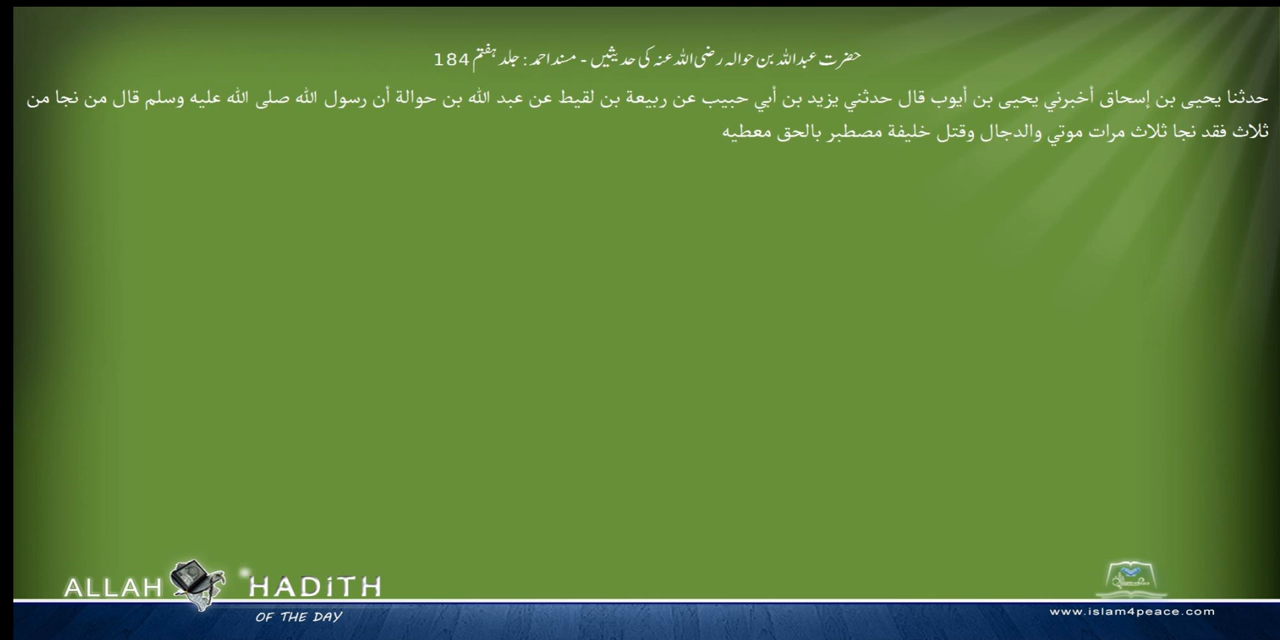 حضرت عبداللہ بن حوالہ رضی اللہ عنہ کی حدیثیں - مسند احمد: جلد ہفتم 184
حدثنا يحيى بن إسحاق أخبرني يحيى بن أيوب قال حدثني يزيد بن أبي حبيب عن ربيعة بن لقيط عن عبد الله بن حوالة أن رسول الله صلى الله عليه وسلم قال من نجا من
ثلاث فقد نجا ثلاث مرات موتي والدجال وقتل خليفة مصطبر بالحق معطيه
ALLAH HADITH
OF THE DAY
www.islam4peace.com